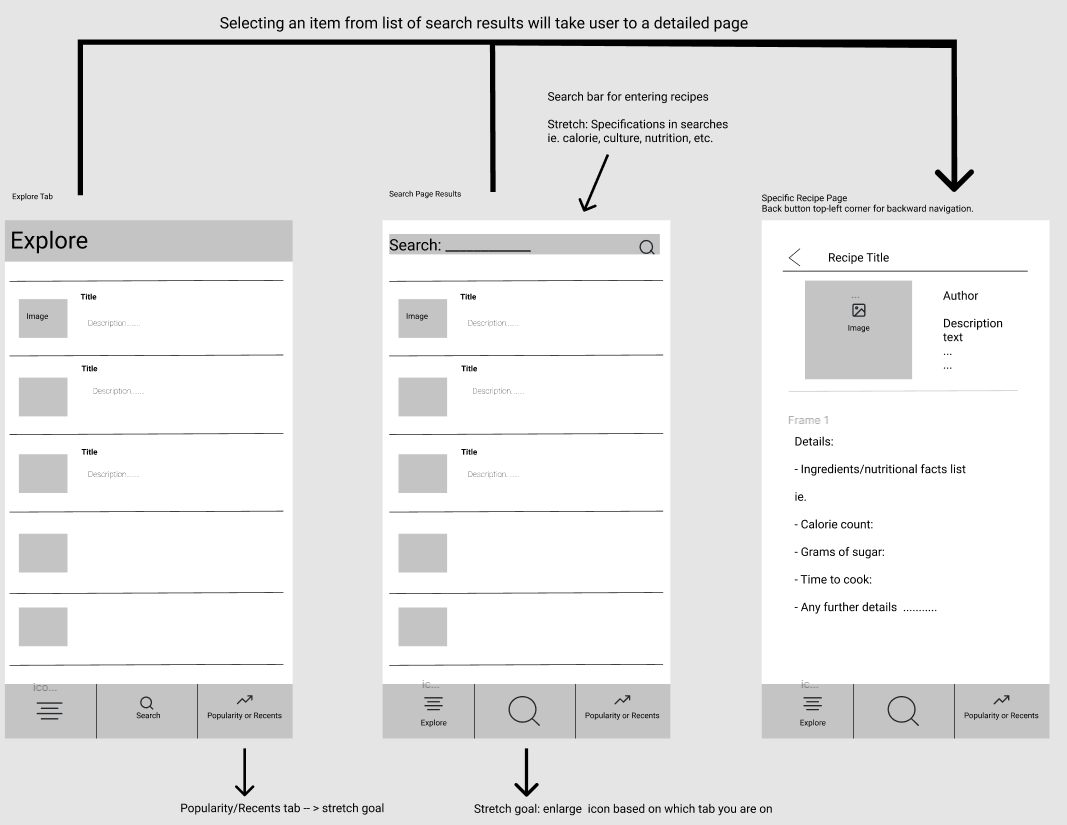 Selecting an item from list of search results will take user to a detailed page
Search bar for entering recipes
Stretch: Specifications in searches
ie. calorie, culture, nutrition, etc.
Explore Tab
Explore
Title
Image
Description......
Title
Description......
Title
Description......
ico...
Search
Popularity or Recents
Search Page Results
Search: ___________
Title
Image
Description......
Title
Description......
Title
Description......
ic...
Explore
Popularity or Recents
Specific Recipe Page
Back button top-left corner for backward navigation.
Recipe Title
...
Image
Author
Description
text
...
...
Frame 1
Details:
- Ingredients/nutritional facts list
ie.
- Calorie count:
- Grams of sugar:
- Time to cook:
- Any further details ...........
ic...
Explore
Popularity or Recents
Popularity/Recents tab -- > stretch goal
Stretch goal: enlarge icon based on which tab you are on